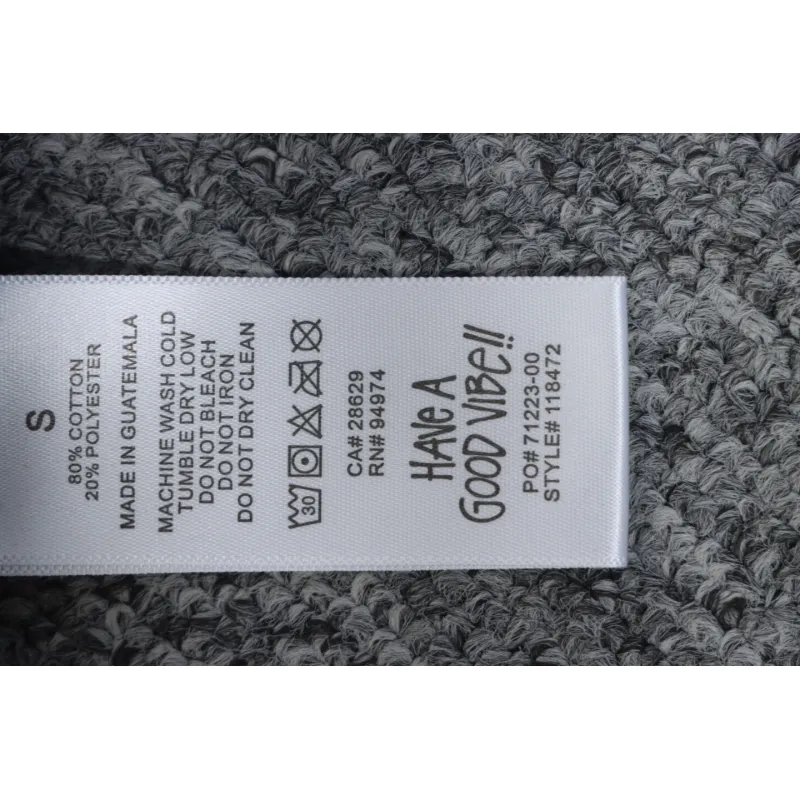 S
80% COTTON
20% POLYESTER
MADE IN GUATEMALA
MACHINE WASH COLD
TUMBLE DRY LOW
DO NOT BLEACH
DO NOT IRON
DO NOT DRY CLEAN
30
CA# 28629
RN# 94974
HAVE A
GOOD VIBE!!
PO# 71223-00
STYLE# 118472